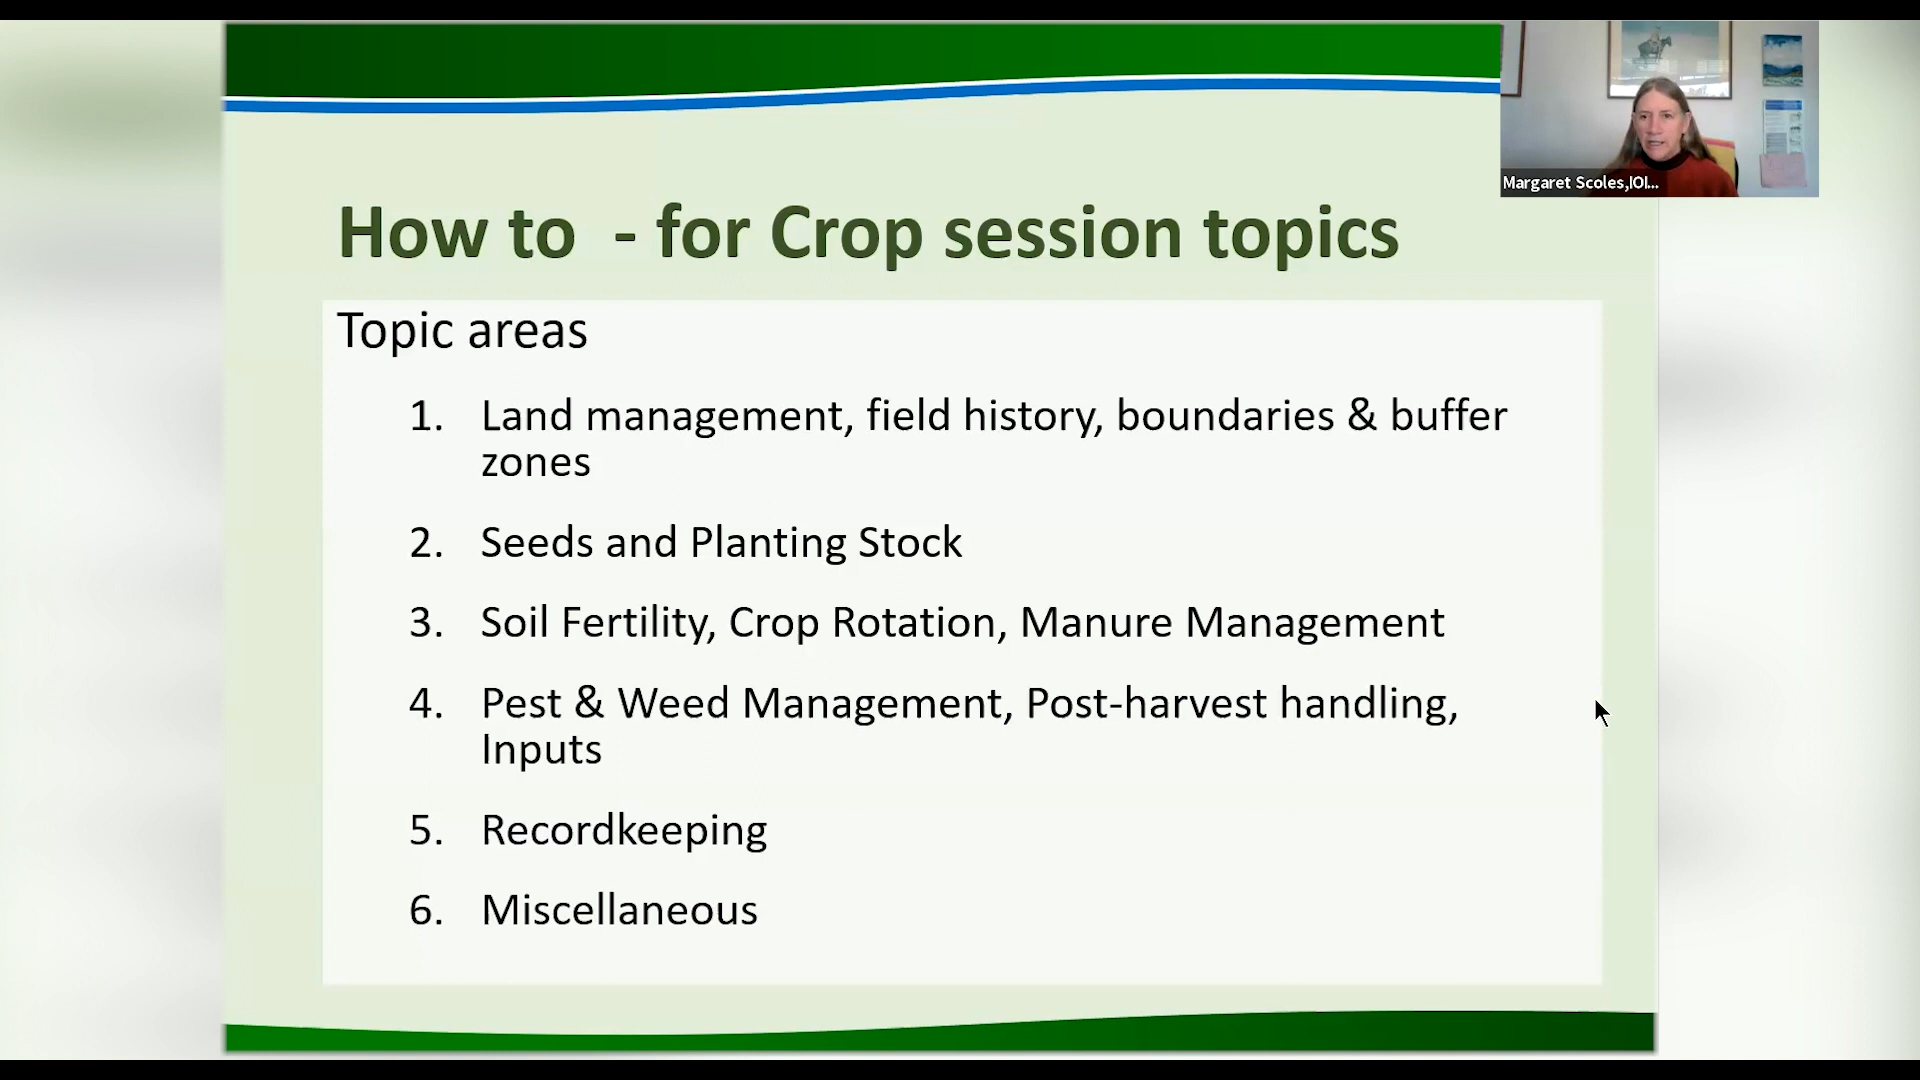 How to  - for Crop session topics
Topic areas
1. Land management, field history, boundaries & buffer
zones
2. Seeds and Planting Stock
3. Soil Fertility, Crop Rotation, Manure Management
4. Pest & Weed Management, Post-harvest handling,
Inputs
5. Recordkeeping
6. Miscellaneous
Margaret Scoles,IOI...